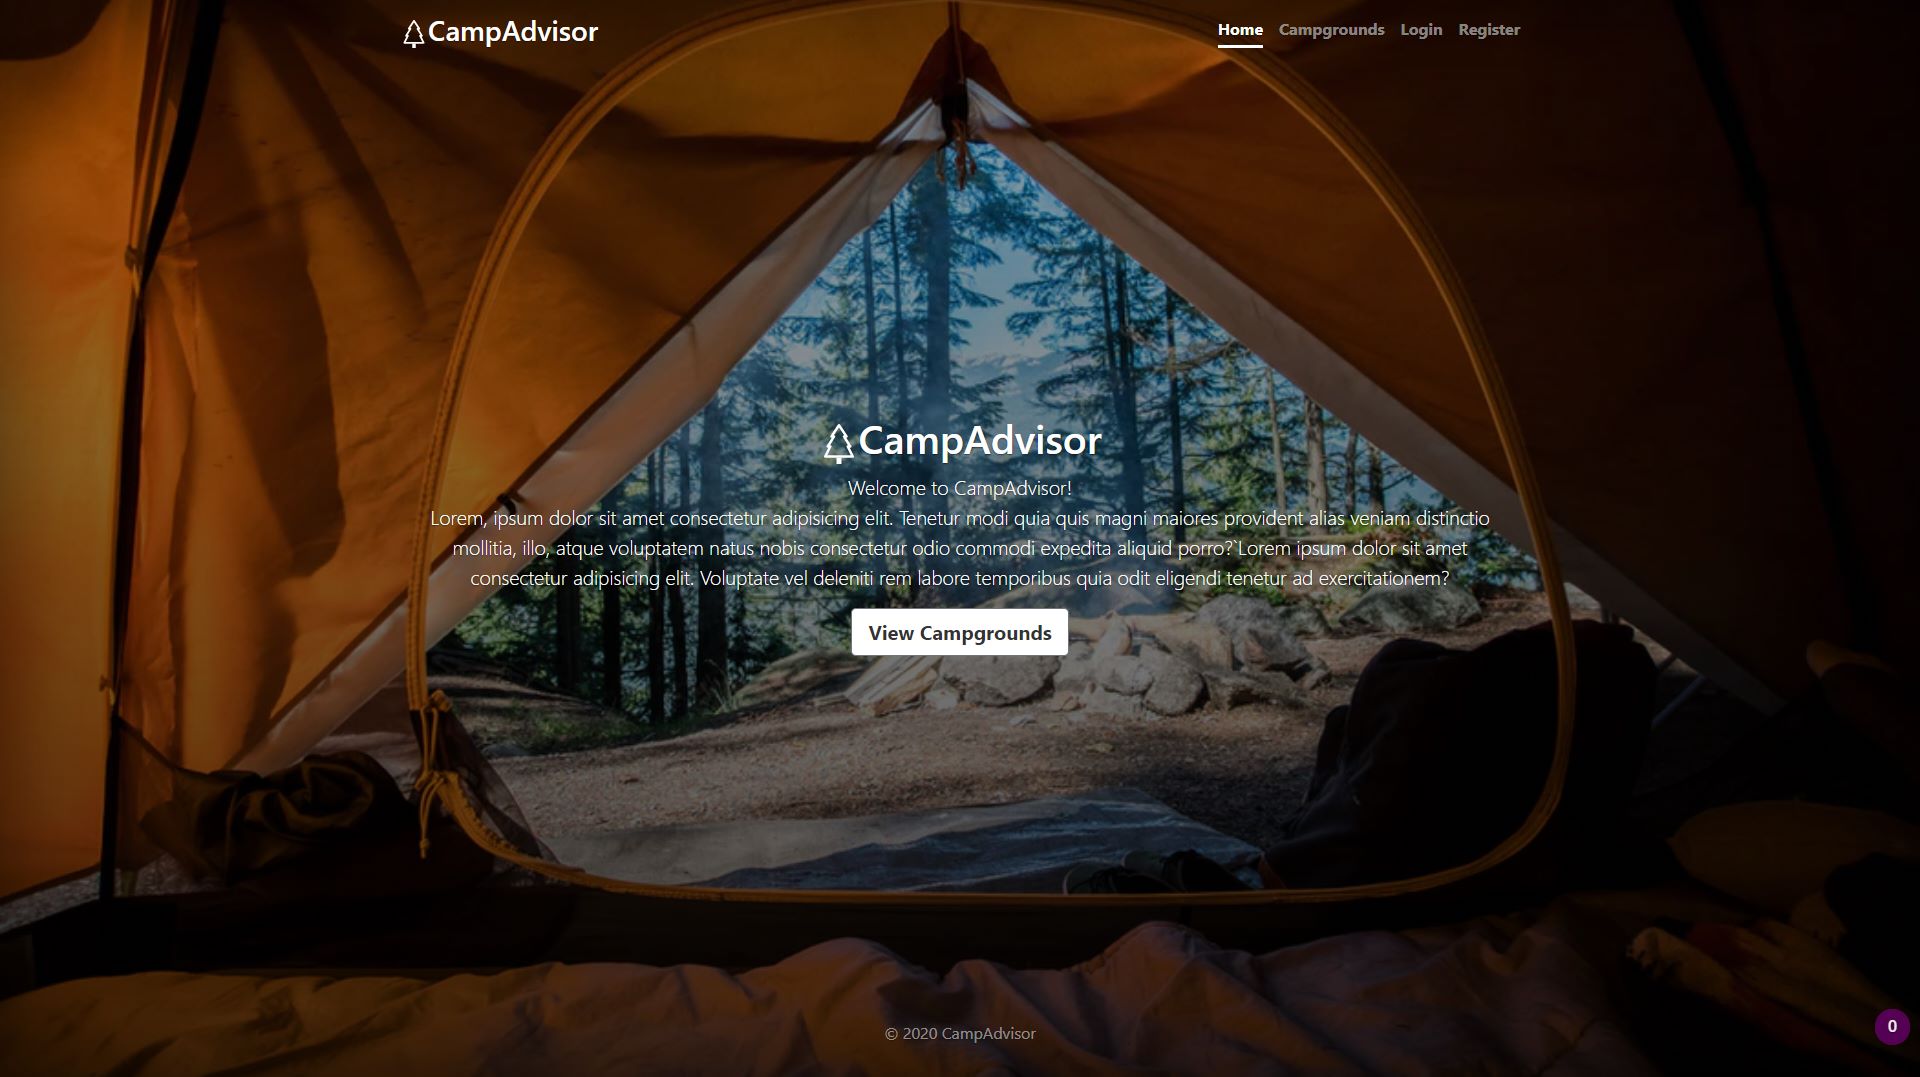 CampAdvisor
Home Campgrounds Login Register
CampAdvisor
Welcome to CampAdvisor!
Lorem, ipsum dolor sit amet consectetur adipisicing elit. Tenetur modi quia quis magni maiores provident alias veniam distinctio
mollitia, illo, atque voluptatem natus nobis consectetur odio commodi expedita aliquid porro?`Lorem ipsum dolor sit amet
consectetur adipisicing elit. Voluptate vel deleniti rem labore temporibus quia odit eligendi tenetur ad exercitationem?
View Campgrounds
© 2020 CampAdvisor
0